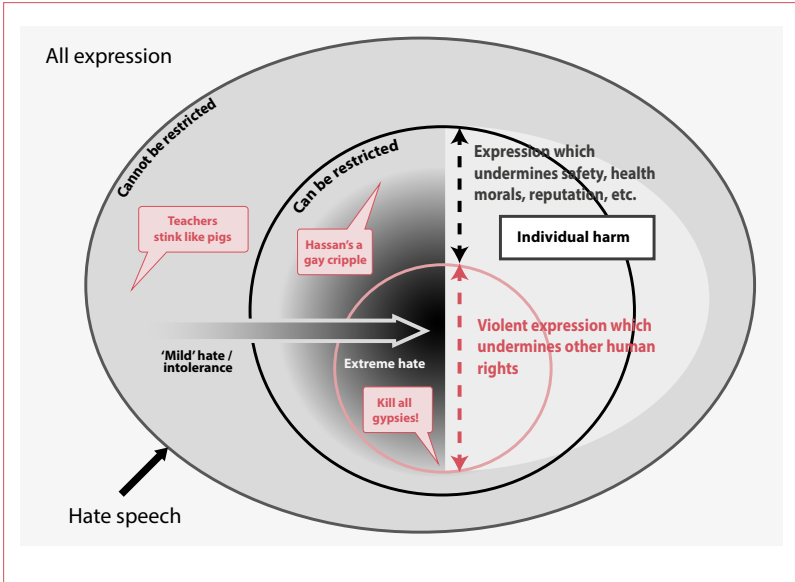 All expression
Cannot be restricted
Can be restricted
Expression which
undermines safety, health
morals, reputation, etc.
Teachers
stink like pigs
Hassan's a
gay cripple
Individual harm
'Mild' hate /
intolerance
Extreme hate
Violent expression which
undermines other human
rights
Kill all
gypsies!
Hate speech